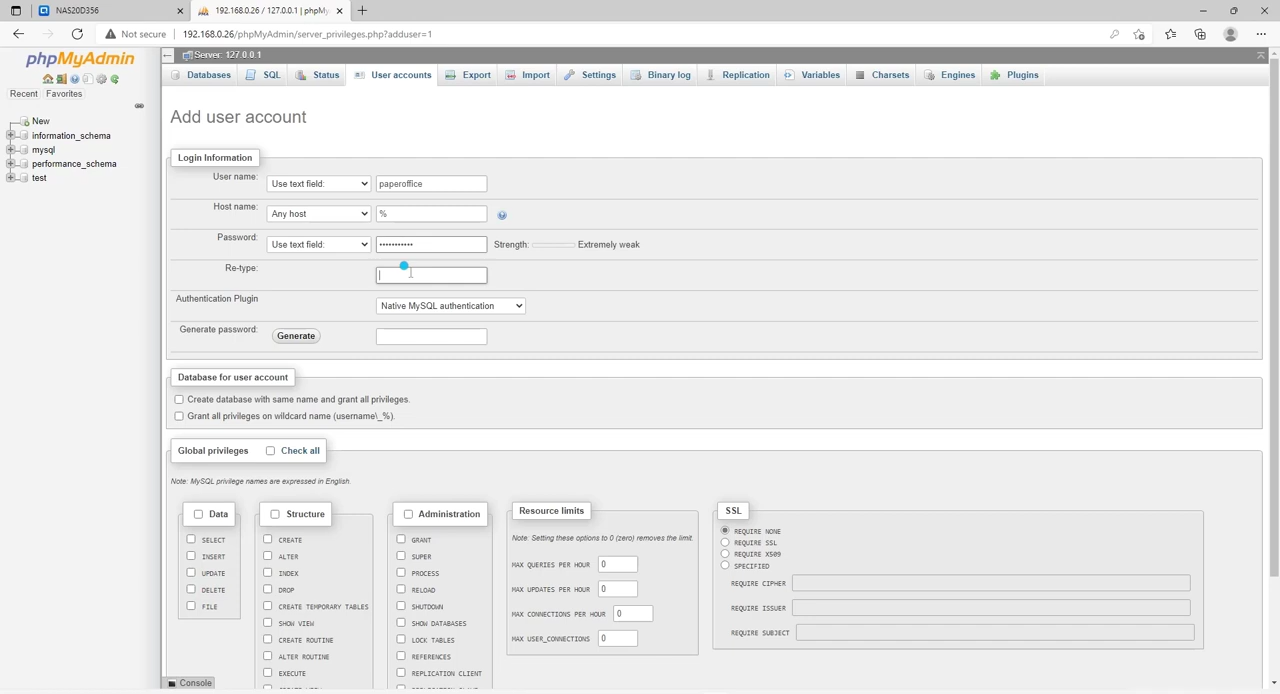 NAS20D356
192.168.0.26 / 127.0.0.1 | phpMy
Not secure
192.168.0.26/phpMyAdmin/server_privileges.php?adduser=1
phpMyAdmin
Server: 127.0.0.1
Databases SQL Status User accounts Export Import Settings Binary log Replication Variables Charsets Engines Plugins
Recent Favorites
New
information_schema
mysql
performance_schema
test
Add user account
Login Information
User name: Use text field: paperoffice
Host name: Any host %
Password: Use text field: ••••••••••• Strength: Extremely weak
Re-type:
Authentication Plugin Native MySQL authentication
Generate password: Generate
Database for user account
Create database with same name and grant all privileges.
Grant all privileges on wildcard name (username\_%).
Global privileges Check all
Note: MySQL privilege names are expressed in English.
Data
SELECT
INSERT
UPDATE
DELETE
FILE
Structure
CREATE
ALTER
INDEX
DROP
CREATE TEMPORARY TABLES
SHOW VIEW
CREATE ROUTINE
ALTER ROUTINE
EXECUTE
Administration
GRANT
SUPER
PROCESS
RELOAD
SHUTDOWN
SHOW DATABASES
LOCK TABLES
REFERENCES
REPLICATION CLIENT
Resource limits
Note: Setting these options to 0 (zero) removes the limit.
MAX QUERIES PER HOUR 0
MAX UPDATES PER HOUR 0
MAX CONNECTIONS PER HOUR 0
MAX USER_CONNECTIONS 0
SSL
REQUIRE NONE
REQUIRE SSL
REQUIRE X509
SPECIFIED
REQUIRE CIPHER
REQUIRE ISSUER
REQUIRE SUBJECT
Console